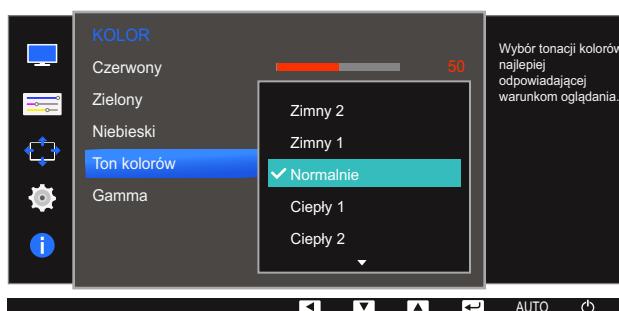 KOLOR
Czerwony 50
Zielony
Niebieski
Ton kolorów
Gamma
Zimny 2
Zimny 1
Normalnie
Ciepły 1
Ciepły 2
Wybór tonacji kolorów
najlepiej
odpowiadającej
warunkom oglądania.
AUTO